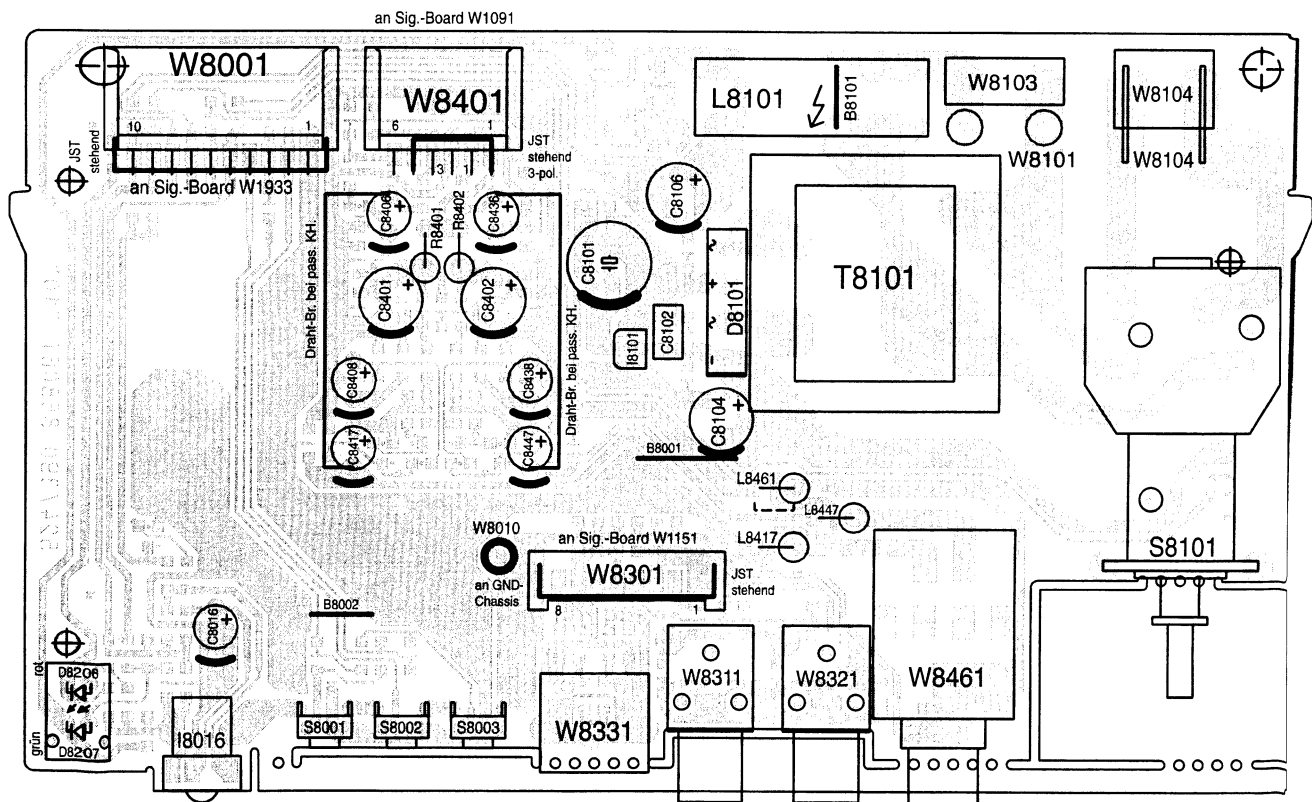 an Sig.-Board W1091
W8001
W8401
L8101
B8101
W8103
W8104
10
1
6
1
JST
stehend
an Sig.-Board W1933
3
1
JST
stehend
3-pol.
W8101
W8104
C8406
R8401
R8402
C8436
C8106
Draht-Br. bei pass. KH.
C8401
C8402
Draht-Br. bei pass. KH.
C8101
D8101
~
+
~
-
T8101
I8101
C8102
C8408
C8438
C8104
C8417
C8447
B8001
L8461
L8447
L8417
W8010
an GND-
Chassis
an Sig.-Board W1151
W8301
8
1
JST
stehend
S8101
B8002
C8016
rot
D8206
grün
D8207
I8016
S8001
S8002
S8003
W8331
W8311
W8321
W8461